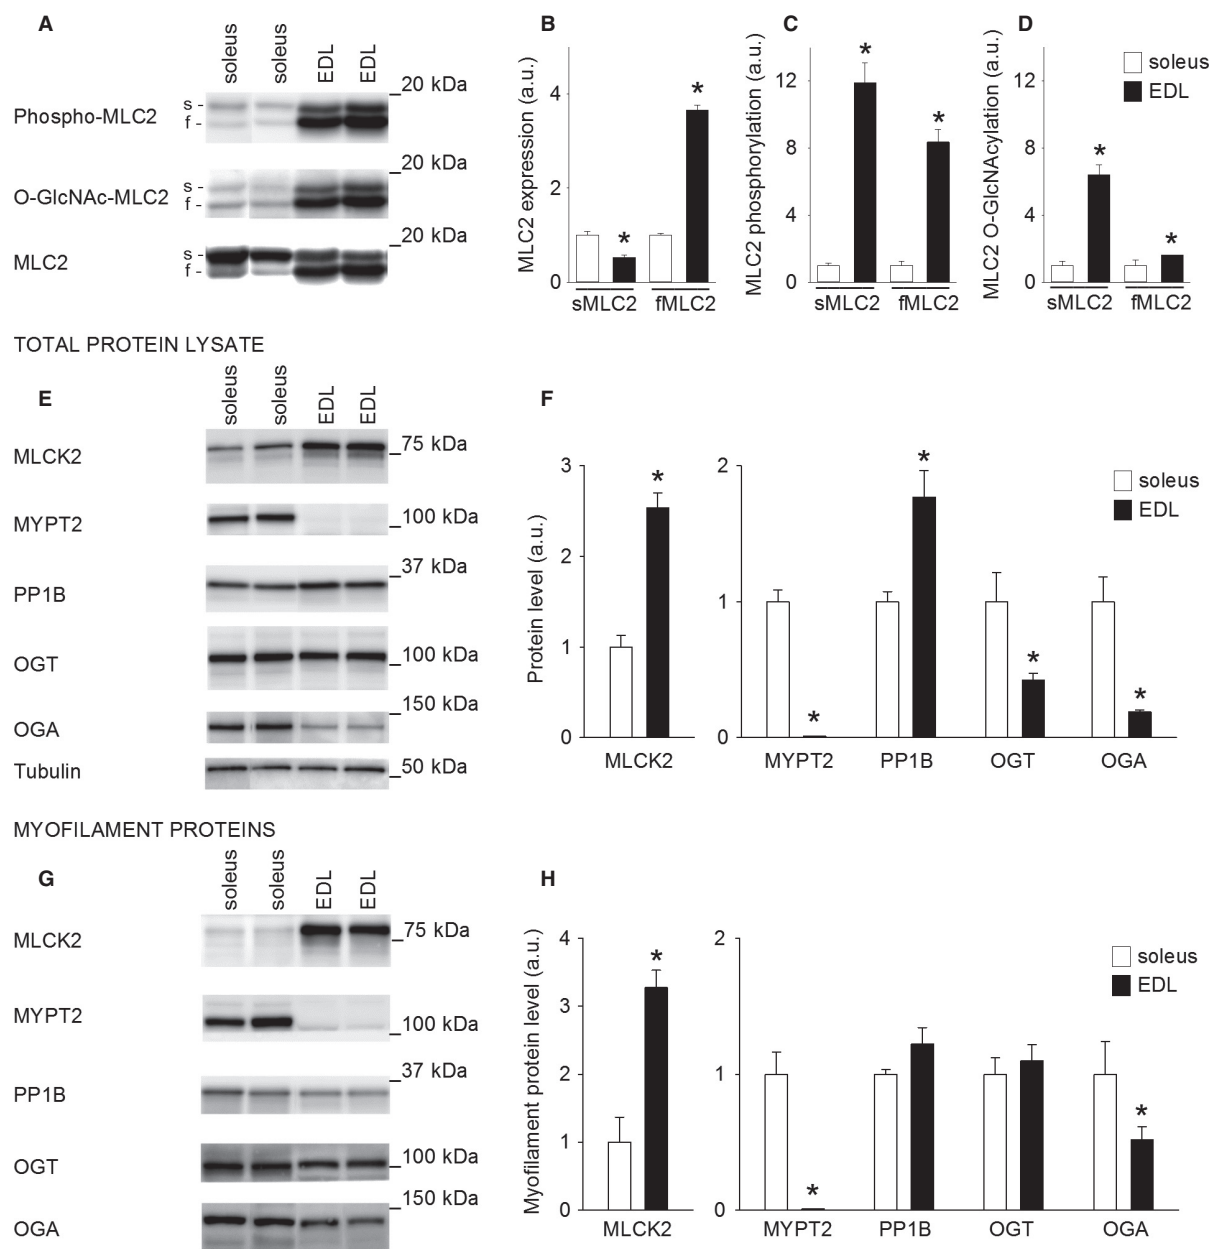 A
soleus
soleus
EDL
EDL
20 kDa
Phospho-MLC2
s -
f -
20 kDa
O-GlcNAc-MLC2
s -
f -
20 kDa
MLC2
s -
f -
B
MLC2 expression (a.u.)
4
2
0
*
*
sMLC2 fMLC2
C
MLC2 phosphorylation (a.u.)
12
8
4
0
*
*
sMLC2 fMLC2
D
MLC2 O-GlcNAcylation (a.u.)
12
8
4
0
*
*
sMLC2 fMLC2
soleus
EDL
TOTAL PROTEIN LYSATE
E
soleus
soleus
EDL
EDL
MLCK2
75 kDa
MYPT2
100 kDa
PP1B
37 kDa
OGT
100 kDa
OGA
150 kDa
Tubulin
50 kDa
F
Protein level (a.u.)
3
2
1
0
*
MLCK2
2
1
0
*
*
*
*
MYPT2 PP1B OGT OGA
soleus
EDL
MYOFILAMENT PROTEINS
G
soleus
soleus
EDL
EDL
MLCK2
75 kDa
MYPT2
100 kDa
PP1B
37 kDa
OGT
100 kDa
OGA
150 kDa
H
Myofilament protein level (a.u.)
4
3
2
1
0
*
MLCK2
2
1
0
*
*
MYPT2 PP1B OGT OGA
soleus
EDL